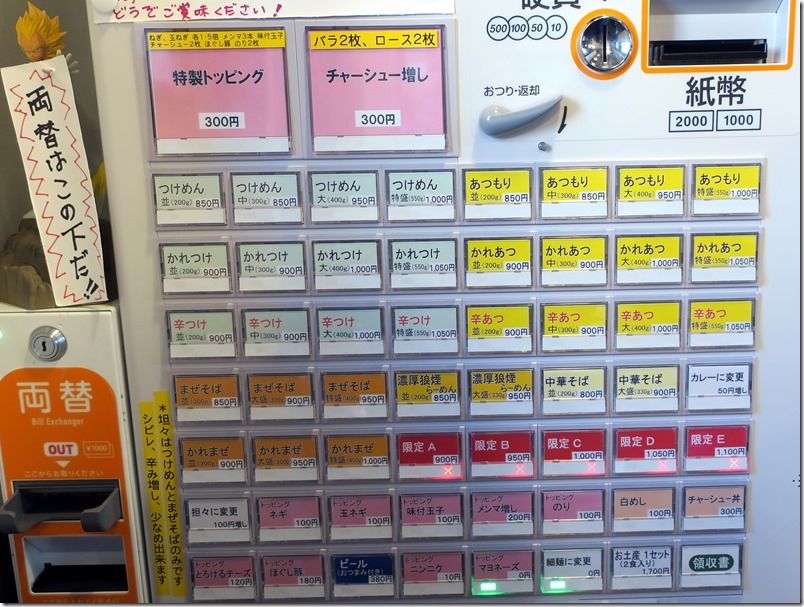 どうぞご賞味ください!
ねぎ、玉ねぎ 各1・5倍 メンマ3本 味付玉子
チャーシュー2枚 ほぐし豚 のり2枚
特製トッピング
300円
バラ2枚、ロース2枚
チャーシュー増し
300円
500 100 50 10
おつり・返却
紙幣
2000 1000
両替はこの下だ!!
つけめん
並(200g) 850円
つけめん
中(300g) 850円
つけめん
大(400g) 950円
つけめん
特盛(550g) 1,000円
あつもり
並(200g) 850円
あつもり
中(300g) 850円
あつもり
大(400g) 950円
あつもり
特盛(550g) 1,000円
かれつけ
並(200g) 900円
かれつけ
中(300g) 900円
かれつけ
大(400g) 1,000円
かれつけ
特盛(550g) 1,050円
かれあつ
並(200g) 900円
かれあつ
中(300g) 900円
かれあつ
大(400g) 1,000円
かれあつ
特盛(550g) 1,050円
辛つけ
並(200g) 900円
辛つけ
中(300g) 900円
辛つけ
大(400g) 1,000円
辛つけ
特盛(550g) 1,050円
辛あつ
並(200g) 900円
辛あつ
中(300g) 900円
辛あつ
大(400g) 1,000円
辛あつ
特盛(550g) 1,050円
まぜそば
並(200g) 850円
まぜそば
大盛(300g) 900円
まぜそば
特盛(400g) 950円
濃厚狼煙
らーめん
並(200g) 850円
濃厚狼煙
らーめん
大盛(330g) 950円
中華そば
並(200g) 800円
中華そば
大盛(330g) 900円
カレーに変更
50円増し
かれまぜ
並(200g) 900円
かれまぜ
大盛(300g) 950円
かれまぜ
特盛(400g) 1,000円
限定 A
900円
限定 B
950円
限定 C
1,000円
限定 D
1,050円
限定 E
1,100円
担々に変更
100円増し
トッピング
ネギ
100円
トッピング
玉ネギ
100円
トッピング
味付玉子
100円
トッピング
メンマ増し
200円
トッピング
のり
100円
白めし
100円
チャーシュー丼
300円
トッピング
とろけるチーズ
120円
トッピング
ほぐし豚
180円
ビール
(おつまみ付き)
380円
トッピング
ニンニク
100円
トッピング
マヨネーズ
0円
細麺に変更
0円
お土産1セット
(2食入り)
1,700円
領収書
*坦々はつけめんとまぜそばのみです
シビレ、辛み増し、少なめ出来ます
両替
Bill Exchanger
OUT
¥1000
ここからお取りください